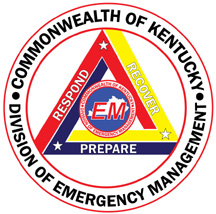 • COMMONWEALTH OF KENTUCKY •
DIVISION OF EMERGENCY MANAGEMENT
RESPOND
RECOVER
PREPARE
EM